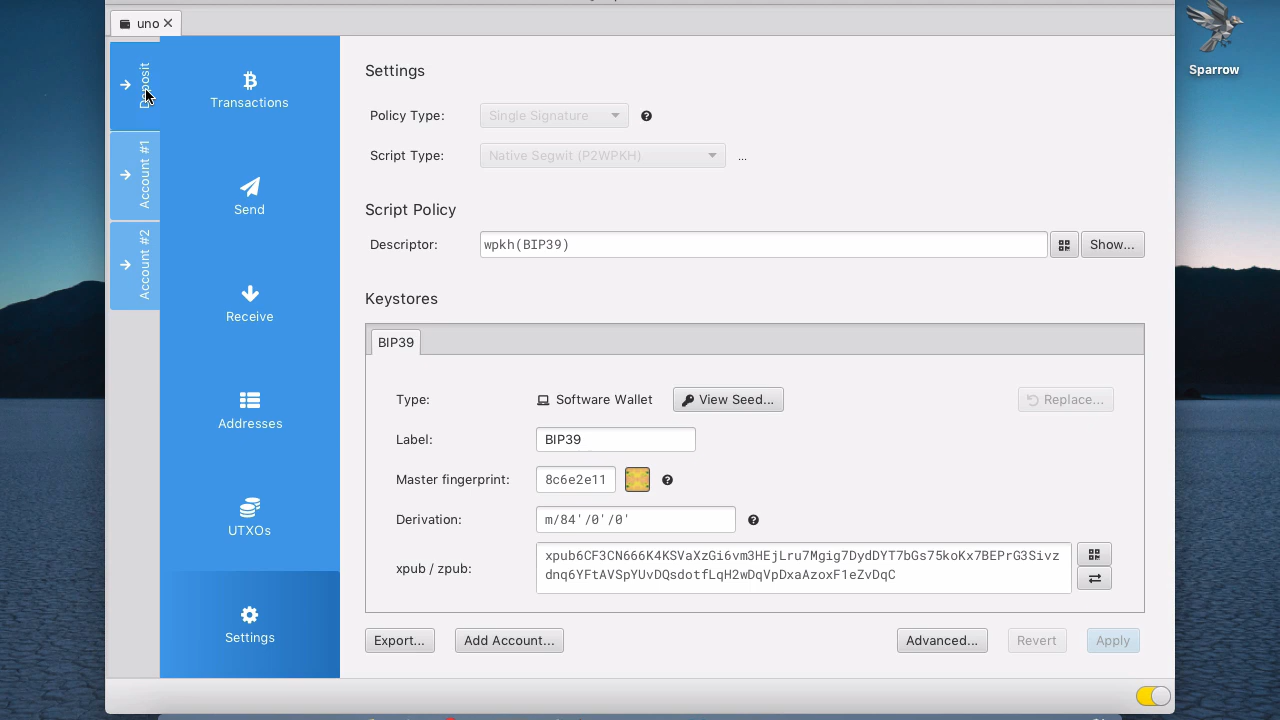 uno
Sparrow
Deposit
Account #1
Account #2
Transactions
Send
Receive
Addresses
UTXOs
Settings
Settings
Policy Type: Single Signature
Script Type: Native Segwit (P2WPKH) ...
Script Policy
Descriptor: wpkh(BIP39) Show...
Keystores
BIP39
Type: Software Wallet View Seed... Replace...
Label: BIP39
Master fingerprint: 8c6e2e11
Derivation: m/84'/0'/0'
xpub / zpub:
xpub6CF3CN666K4KSVaXzGi6vm3HEjLru7Mgig7DydDYT7bGs75koKx7BEPrG3Sivz
dnq6YFtAVSpYUvDQsdotfLqH2wDqVpDxaAzoxF1eZvDqC
Export... Add Account... Advanced... Revert Apply